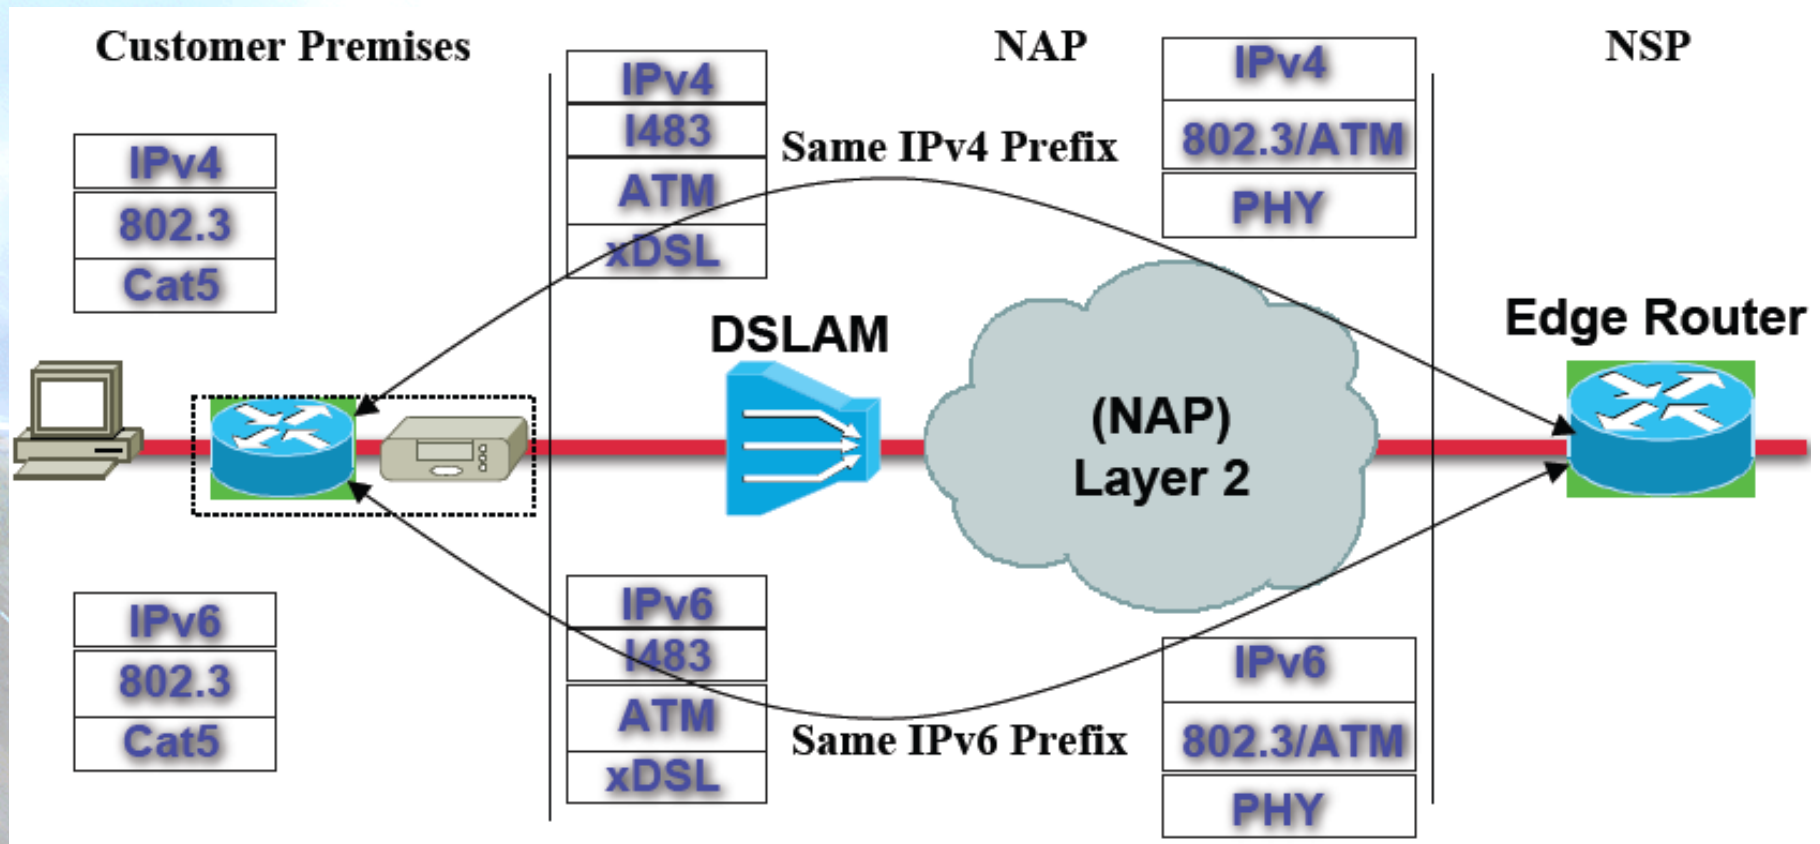 Customer Premises
NAP
NSP
IPv4
I483
ATM
xDSL
IPv4
802.3/ATM
PHY
IPv4
802.3
Cat5
Same IPv4 Prefix
DSLAM
Edge Router
(NAP)
Layer 2
IPv6
802.3
Cat5
IPv6
I483
ATM
xDSL
Same IPv6 Prefix
IPv6
802.3/ATM
PHY